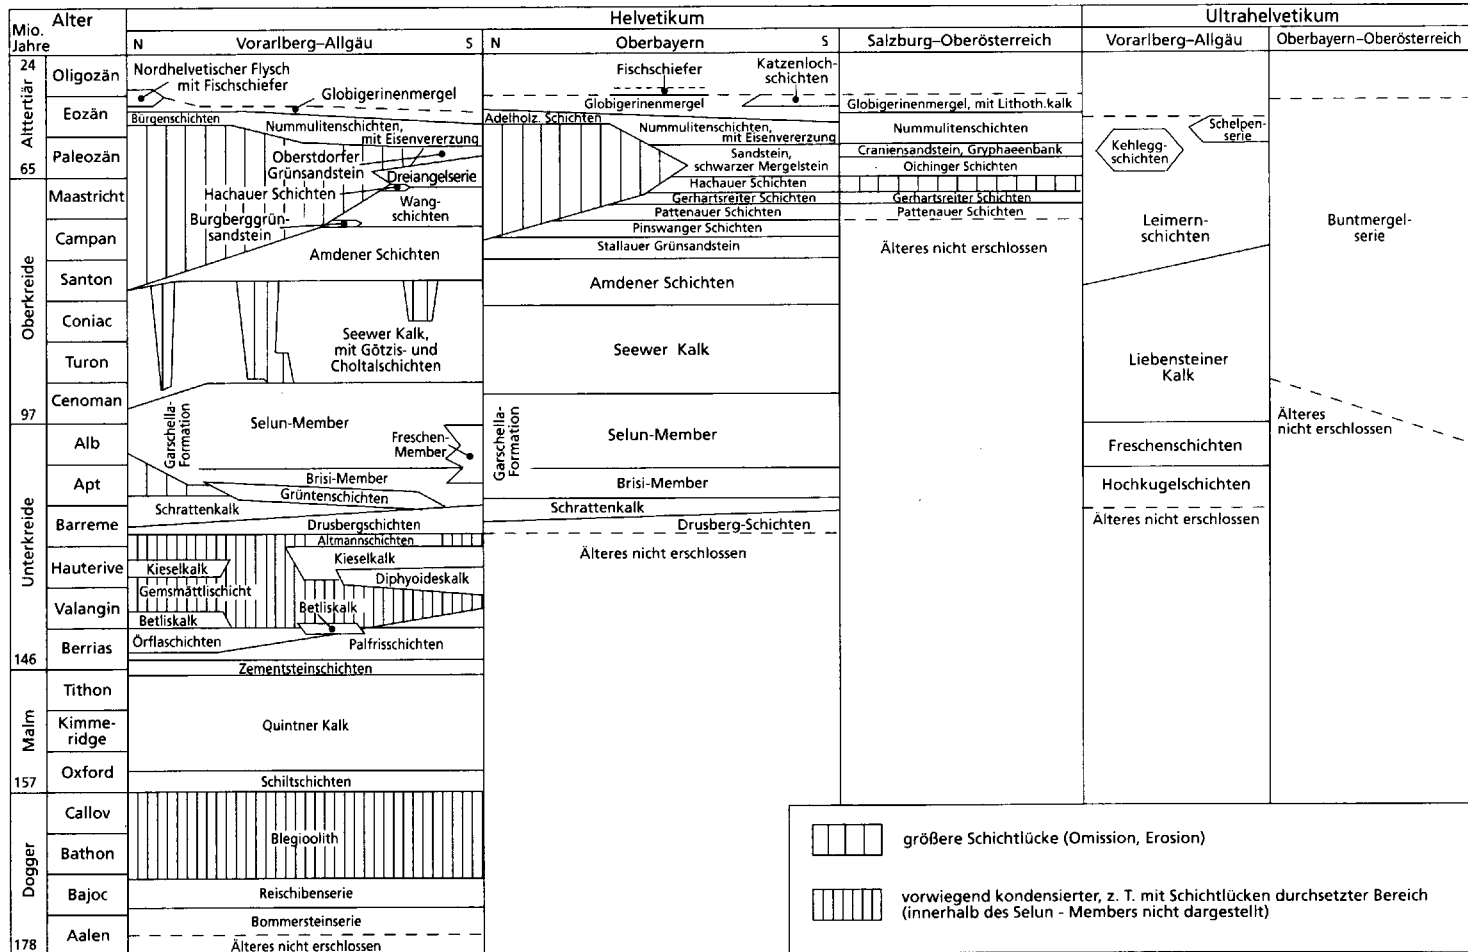 Mio.
Jahre
Alter
Helvetikum
Ultrahelvetikum
N
Vorarlberg–Allgäu
S
N
Oberbayern
S
Salzburg–Oberösterreich
Vorarlberg–Allgäu
Oberbayern–Oberösterreich
24
Alttertiär
65
Oberkreide
97
Unterkreide
146
Malm
157
Dogger
178
Oligozän
Eozän
Paleozän
Maastricht
Campan
Santon
Coniac
Turon
Cenoman
Alb
Apt
Barreme
Hauterive
Valangin
Berrias
Tithon
Kimme-
ridge
Oxford
Callov
Bathon
Bajoc
Aalen
Nordhelvetischer Flysch
mit Fischschiefer
Globigerinenmergel
Bürgenschichten
Nummulitenschichten,
mit Eisenvererzung
Oberstdorfer
Grünsandstein
Dreiangelserie
Hachauer Schichten
Wang-
schichten
Burgberggrün-
sandstein
Amdener Schichten
Seewer Kalk,
mit Götzis- und
Choltalschichten
Garschella-
Formation
Selun-Member
Freschen-
Member
Brisi-Member
Grüntenschichten
Schrattenkalk
Drusbergschichten
Altmannschichten
Kieselkalk
Kieselkalk
Diphyoideskalk
Gemsmättlischicht
Betliskalk
Betliskalk
Örflaschichten
Palfrisschichten
Zementsteinschichten
Quintner Kalk
Schiltschichten
Blegioolith
Reischibenserie
Bommersteinserie
Älteres nicht erschlossen
Fischschiefer
Katzenloch-
schichten
Globigerinenmergel
Adelholz. Schichten
Nummulitenschichten,
mit Eisenvererzung
Sandstein,
schwarzer Mergelstein
Hachauer Schichten
Gerhartsreiter Schichten
Pattenauer Schichten
Pinswanger Schichten
Stallauer Grünsandstein
Amdener Schichten
Seewer Kalk
Garschella-
Formation
Selun-Member
Brisi-Member
Schrattenkalk
Drusberg-Schichten
Älteres nicht erschlossen
Globigerinenmergel, mit Lithoth.kalk
Nummulitenschichten
Craniensandstein, Gryphaeenbank
Oichinger Schichten
Gerhartsreiter Schichten
Pattenauer Schichten
Älteres nicht erschlossen
Kehlegg-
schichten
Schelpen-
serie
Leimern-
schichten
Liebensteiner
Kalk
Freschenschichten
Hochkugelschichten
Älteres nicht erschlossen
Buntmergel-
serie
Älteres
nicht erschlossen
größere Schichtlücke (Omission, Erosion)
vorwiegend kondensierter, z. T. mit Schichtlücken durchsetzter Bereich
(innerhalb des Selun - Members nicht dargestellt)